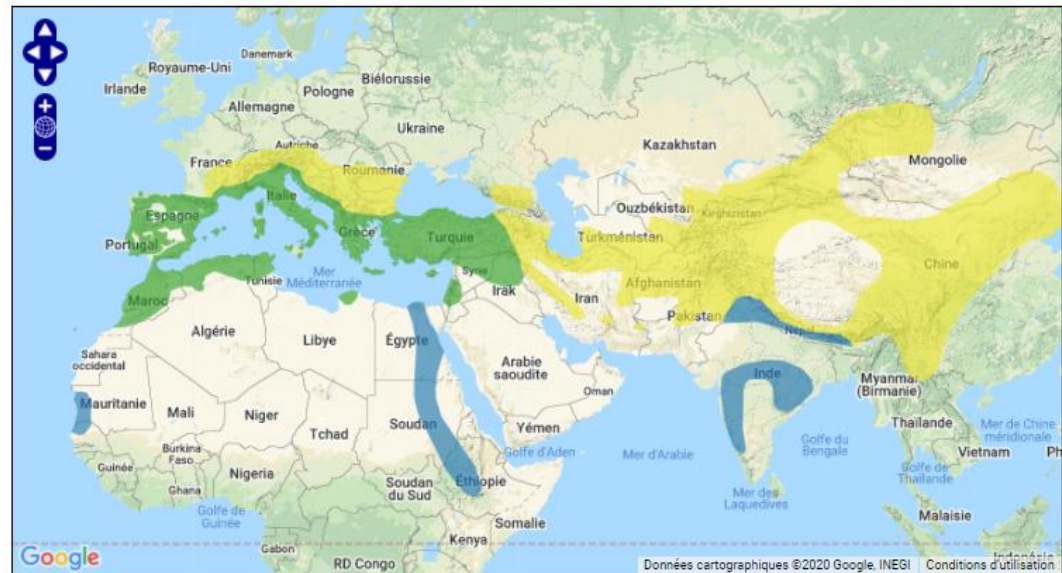 Danemark
Royaume-Uni
Irlande
Biélorussie
Pologne
Allemagne
Ukraine
Kazakhstan
Autriche
France
Roumanie
Mongolie
Italie
Ouzbékistan
Kirghizistan
Espagne
Grèce
Turquie
Turkménistan
Portugal
Chine
Mer
Méditerranée
Tunisie
Syrie
Afghanistan
Irak
Iran
Maroc
Pakistan
Algérie
Libye
Égypte
Népal
Sahara
occidental
Arabie
saoudite
Inde
Oman
Myanmar
(Birmanie)
Mauritanie
Mali
Niger
Soudan
Tchad
Yémen
Thaïlande
Mer de Chine
méridionale
Burkina
Faso
Golfe d'Aden
Mer d'Arabie
Golfe du
Bengale
Vietnam
Ph
Guinée
Nigeria
Soudan
du Sud
Éthiopie
Golfe de
Thaïlande
Ghana
Mer des
Laquedives
Golfe de
Guinée
Somalie
Malaisie
Kenya
Gabon
RD Congo
Indonésie
Google
Données cartographiques ©2020 Google, INEGI
Conditions d'utilisation